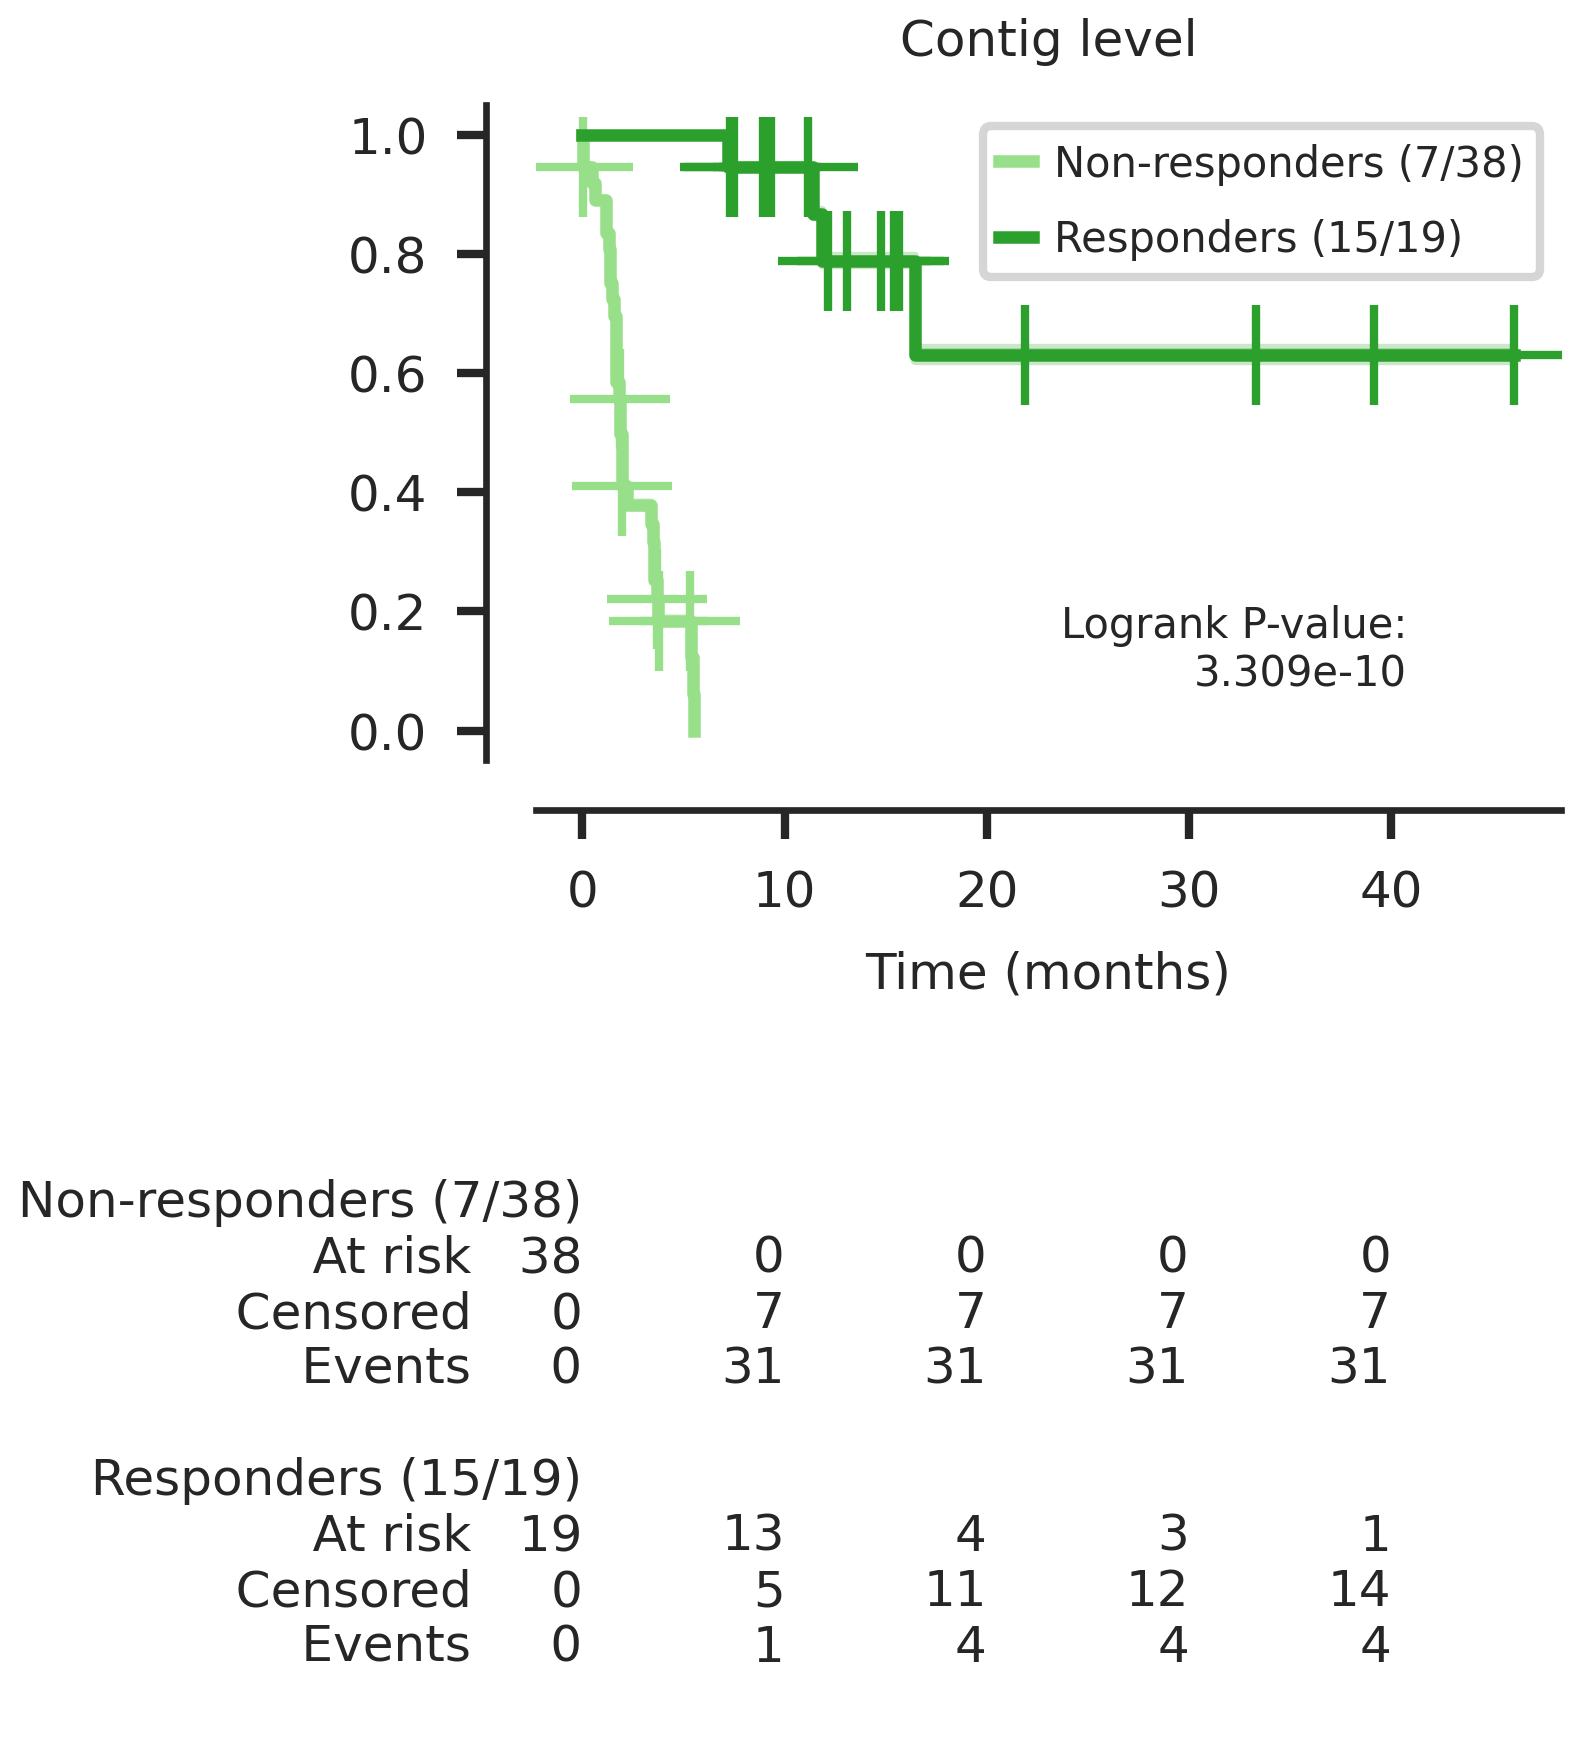 Contig level
1.0
0.8
0.6
0.4
0.2
0.0
Non-responders (7/38)
Responders (15/19)
Logrank P-value:
3.309e-10
0 10 20 30 40
Time (months)
Non-responders (7/38)
At risk 38 0 0 0 0
Censored 0 7 7 7 7
Events 0 31 31 31 31
Responders (15/19)
At risk 19 13 4 3 1
Censored 0 5 11 12 14
Events 0 1 4 4 4